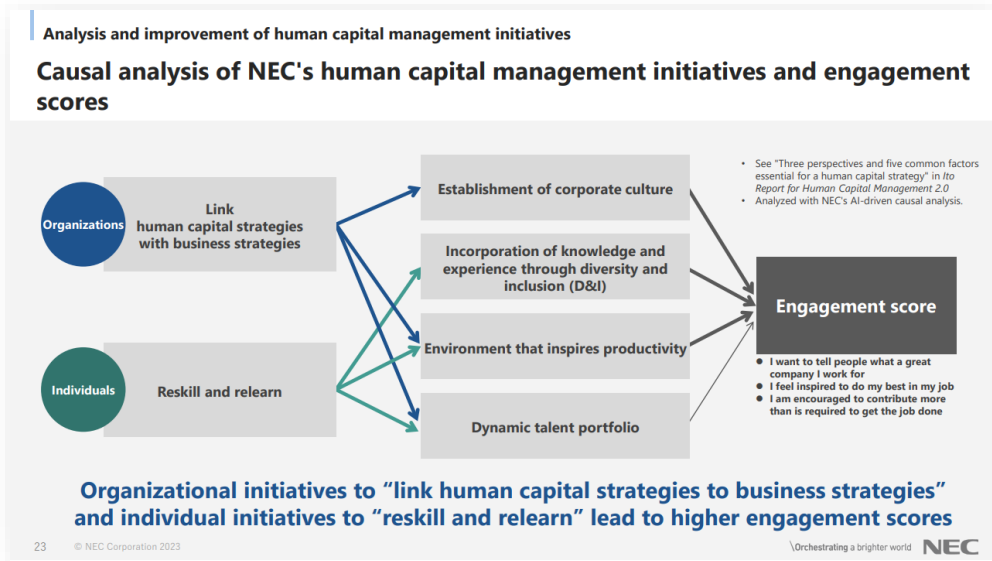 Analysis and improvement of human capital management initiatives
Causal analysis of NEC's human capital management initiatives and engagement
scores
Organizations
Link
human capital strategies
with business strategies
Individuals
Reskill and relearn
Establishment of corporate culture
Incorporation of knowledge and
experience through diversity and
inclusion (D&I)
Environment that inspires productivity
Dynamic talent portfolio
• See "Three perspectives and five common factors
essential for a human capital strategy" in Ito
Report for Human Capital Management 2.0
• Analyzed with NEC's AI-driven causal analysis.
Engagement score
● I want to tell people what a great
company I work for
● I feel inspired to do my best in my job
● I am encouraged to contribute more
than is required to get the job done
Organizational initiatives to “link human capital strategies to business strategies”
and individual initiatives to “reskill and relearn” lead to higher engagement scores
23 © NEC Corporation 2023
\Orchestrating a brighter world NEC